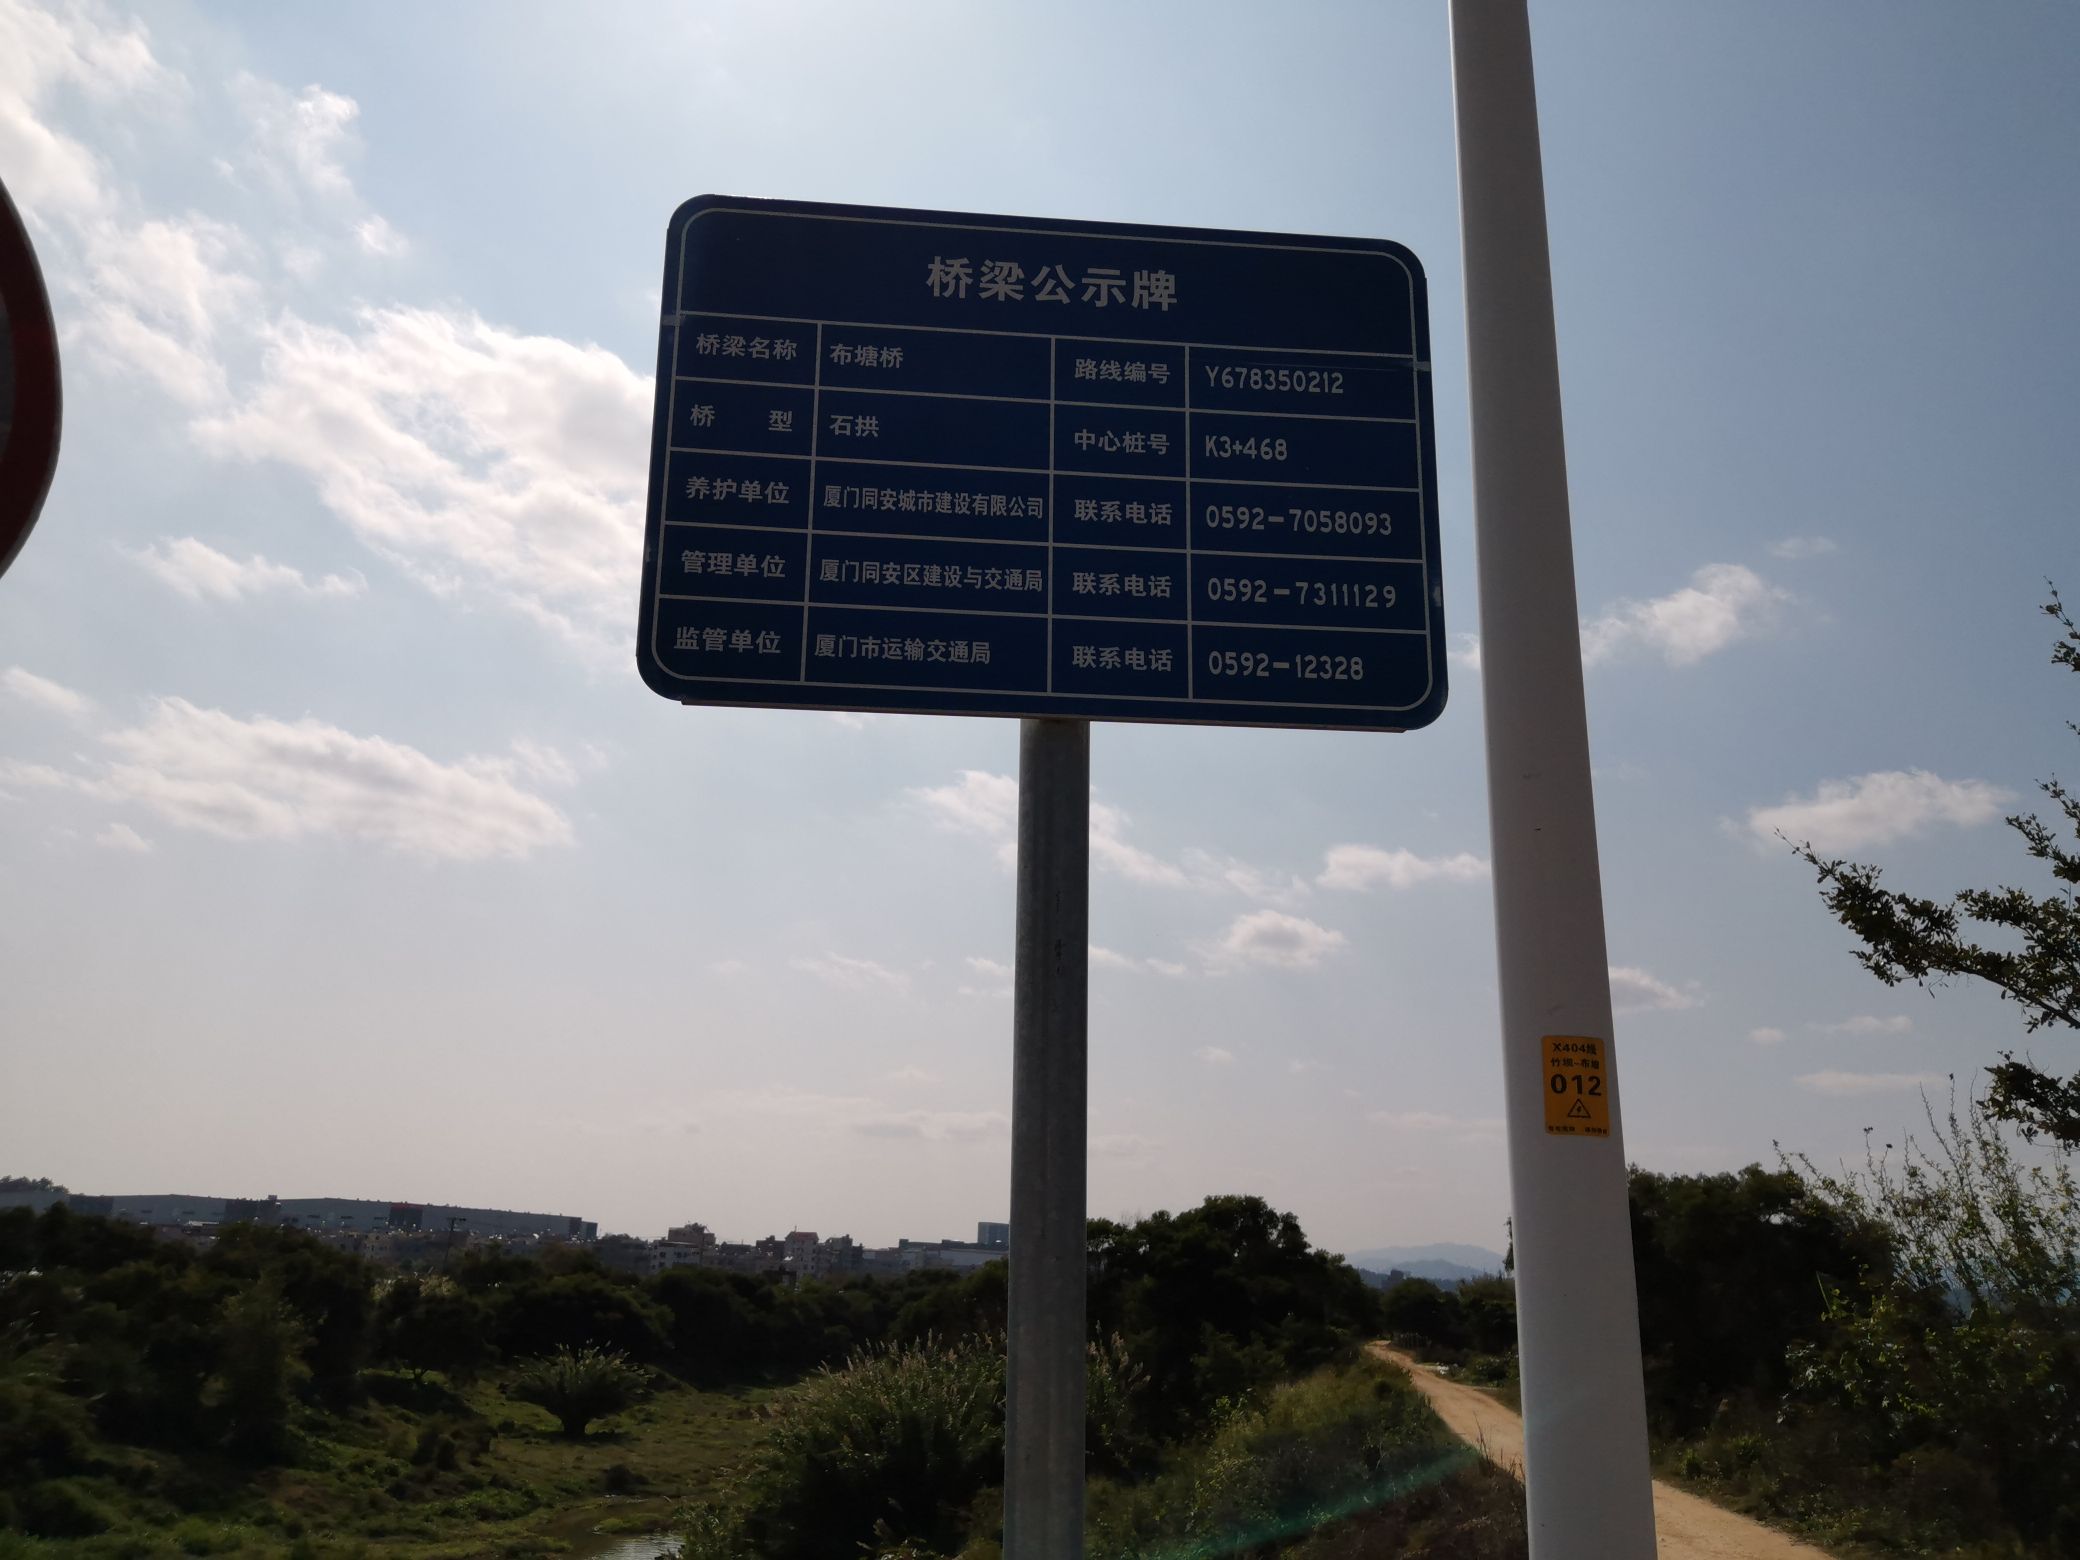 桥梁公示牌
桥梁名称 布塘桥 路线编号 Y678350212
桥 型 石拱 中心桩号 K3+468
养护单位 厦门同安城市建设有限公司 联系电话 0592-7058093
管理单位 厦门同安区建设与交通局 联系电话 0592-7311129
监管单位 厦门市运输交通局 联系电话 0592-12328
X404线
竹坝-布塘
012